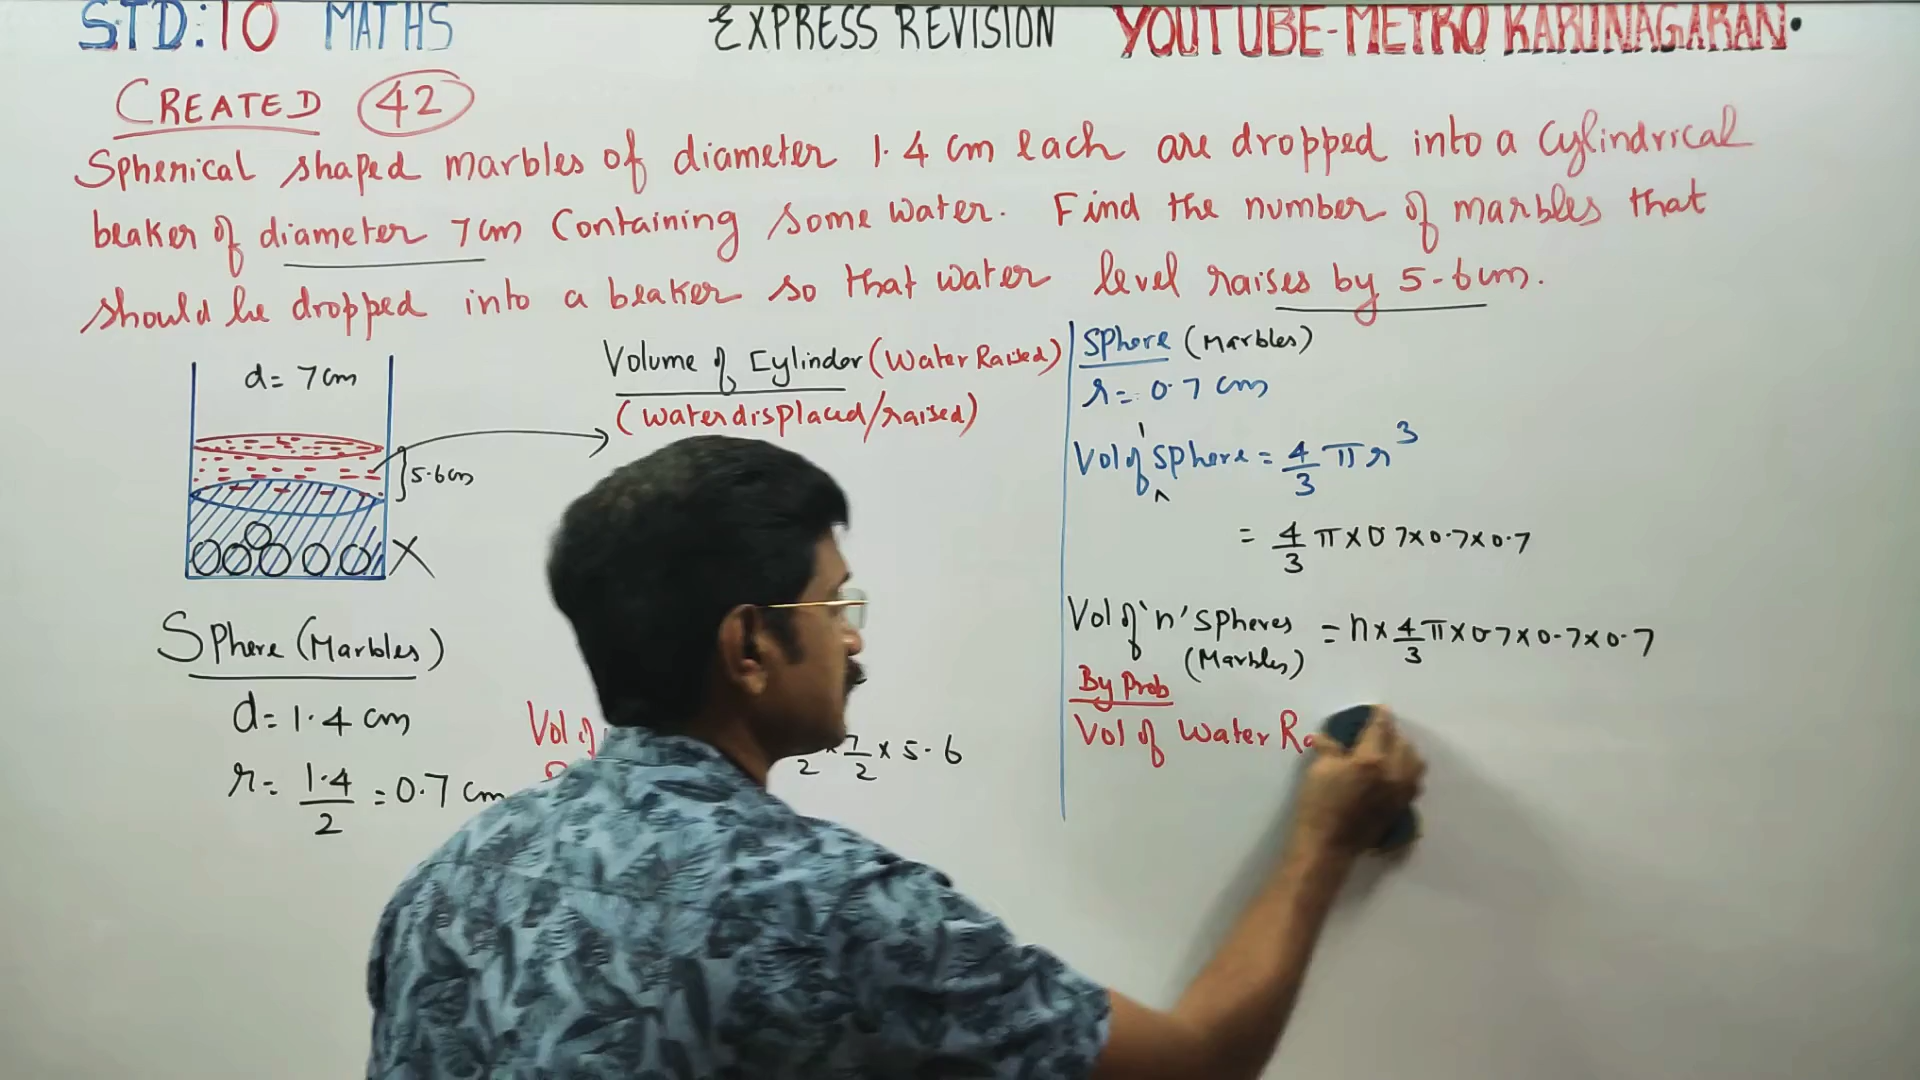 STD:10 MATHS EXPRESS REVISION YOUTUBE-METRO KARUNAGARAN.
CREATED 42
Spherical shaped marbles of diameter 1.4 cm each are dropped into a cylindrical
beaker of diameter 7cm Containing some water. Find the number of marbles that
should be dropped into a beaker so that water level raises by 5.6cm.
d= 7cm
5.6cm
X
Sphere (Marbles)
d= 1.4 cm
r= 1.4/2 = 0.7 cm
Volume of Cylinder (Water Raised)
(water displaced/raised)
Vol of
2 × 7/2 × 5.6
Sphere (Marbles)
r= 0.7 cm
Vol of 1 sphere = 4/3 π r³
^
= 4/3 π × 0.7 × 0.7 × 0.7
Vol of 'n' Spheres = n × 4/3 π × 0.7 × 0.7 × 0.7
(Marbles)
By Prob
Vol of Water Ra